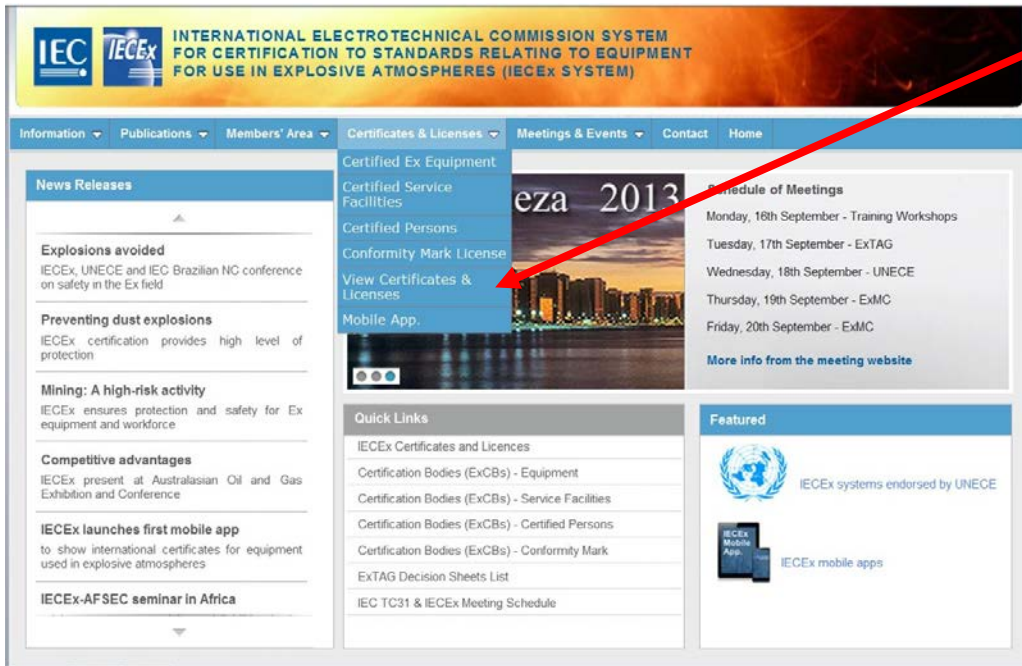 IEC
IECEx
INTERNATIONAL ELECTROTECHNICAL COMMISSION SYSTEM
FOR CERTIFICATION TO STANDARDS RELATING TO EQUIPMENT
FOR USE IN EXPLOSIVE ATMOSPHERES (IECEx SYSTEM)
Information Publications Members' Area Certificates & Licenses Meetings & Events Contact Home
Certified Ex Equipment
Certified Service
Facilities
Certified Persons
Conformity Mark License
View Certificates &
Licenses
Mobile App.
News Releases
Explosions avoided
IECEx, UNECE and IEC Brazilian NC conference
on safety in the Ex field
Preventing dust explosions
IECEx certification provides high level of
protection
Mining: A high-risk activity
IECEx ensures protection and safety for Ex
equipment and workforce
Competitive advantages
IECEx present at Australasian Oil and Gas
Exhibition and Conference
IECEx launches first mobile app
to show international certificates for equipment
used in explosive atmospheres
IECEx-AFSEC seminar in Africa
eza 2013
Schedule of Meetings
Monday, 16th September - Training Workshops
Tuesday, 17th September - ExTAG
Wednesday, 18th September - UNECE
Thursday, 19th September - ExMC
Friday, 20th September - ExMC
More info from the meeting website
Quick Links
IECEx Certificates and Licences
Certification Bodies (ExCBs) - Equipment
Certification Bodies (ExCBs) - Service Facilities
Certification Bodies (ExCBs) - Certified Persons
Certification Bodies (ExCBs) - Conformity Mark
ExTAG Decision Sheets List
IEC TC31 & IECEx Meeting Schedule
Featured
IECEx systems endorsed by UNECE
IECEx
Mobile
App.
IECEx mobile apps